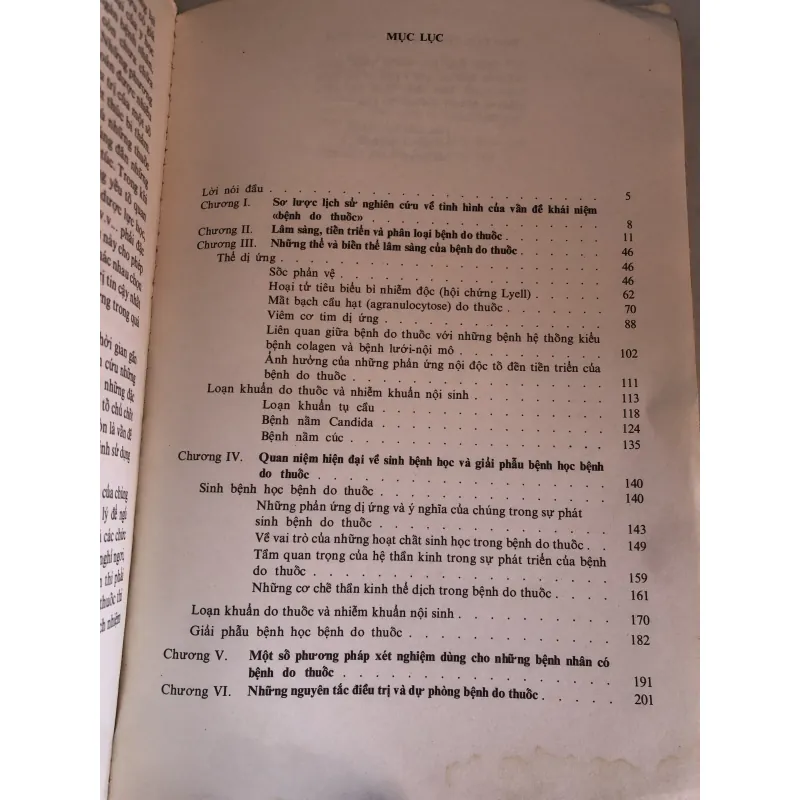 MỤC LỤC
Lời nói đầu . . . . . . . . . . . . . . . . . . . . 5
Chương I. Sơ lược lịch sử nghiên cứu về tình hình của vấn đề khái niệm
«bệnh do thuốc» . . . . . . . . . . . . . . . 8
Chương II. Lâm sàng, tiến triển và phân loại bệnh do thuốc . . . . . . 11
Chương III. Những thể và biến thể lâm sàng của bệnh do thuốc . . . . . 46
Thể dị ứng . . . . . . . . . . . . . . . . . . . . 46
Sốc phản vệ . . . . . . . . . . . . . . . . . 46
Hoại tử tiêu biểu bì nhiễm độc (hội chứng Lyell) . . . . . 62
Mất bạch cầu hạt (agranulocytose) do thuốc . . . . . . 70
Viêm cơ tim dị ứng . . . . . . . . . . . . . . 88
Liên quan giữa bệnh do thuốc với những bệnh hệ thống kiểu
bệnh colagen và bệnh lưới-nội mô . . . . . . . . . 102
Ảnh hưởng của những phản ứng nội độc tố đến tiến triển của
bệnh do thuốc . . . . . . . . . . . . . . . 111
Loạn khuẩn do thuốc và nhiễm khuẩn nội sinh . . . . . . . . 113
Loạn khuẩn tụ cầu . . . . . . . . . . . . . . 118
Bệnh nấm Candida . . . . . . . . . . . . . . 124
Bệnh nấm cúc . . . . . . . . . . . . . . . . 135
Chương IV. Quan niệm hiện đại về sinh bệnh học và giải phẫu bệnh học bệnh
do thuốc . . . . . . . . . . . . . . . . . 140
Sinh bệnh học bệnh do thuốc . . . . . . . . . . . . . 140
Những phản ứng dị ứng và ý nghĩa của chúng trong sự phát
sinh bệnh do thuốc . . . . . . . . . . . . . . 143
Về vai trò của những hoạt chất sinh học trong bệnh do thuốc . . 149
Tầm quan trọng của hệ thần kinh trong sự phát triển của bệnh
do thuốc . . . . . . . . . . . . . . . . . 159
Những cơ chế thần kinh thể dịch trong bệnh do thuốc . . . . 161
Loạn khuẩn do thuốc và nhiễm khuẩn nội sinh . . . . . . . . . 170
Giải phẫu bệnh học bệnh do thuốc . . . . . . . . . . . . 182
Chương V. Một số phương pháp xét nghiệm dùng cho những bệnh nhân có
bệnh do thuốc . . . . . . . . . . . . . . . 191
Chương VI. Những nguyên tắc điều trị và dự phòng bệnh do thuốc . . . . . 201